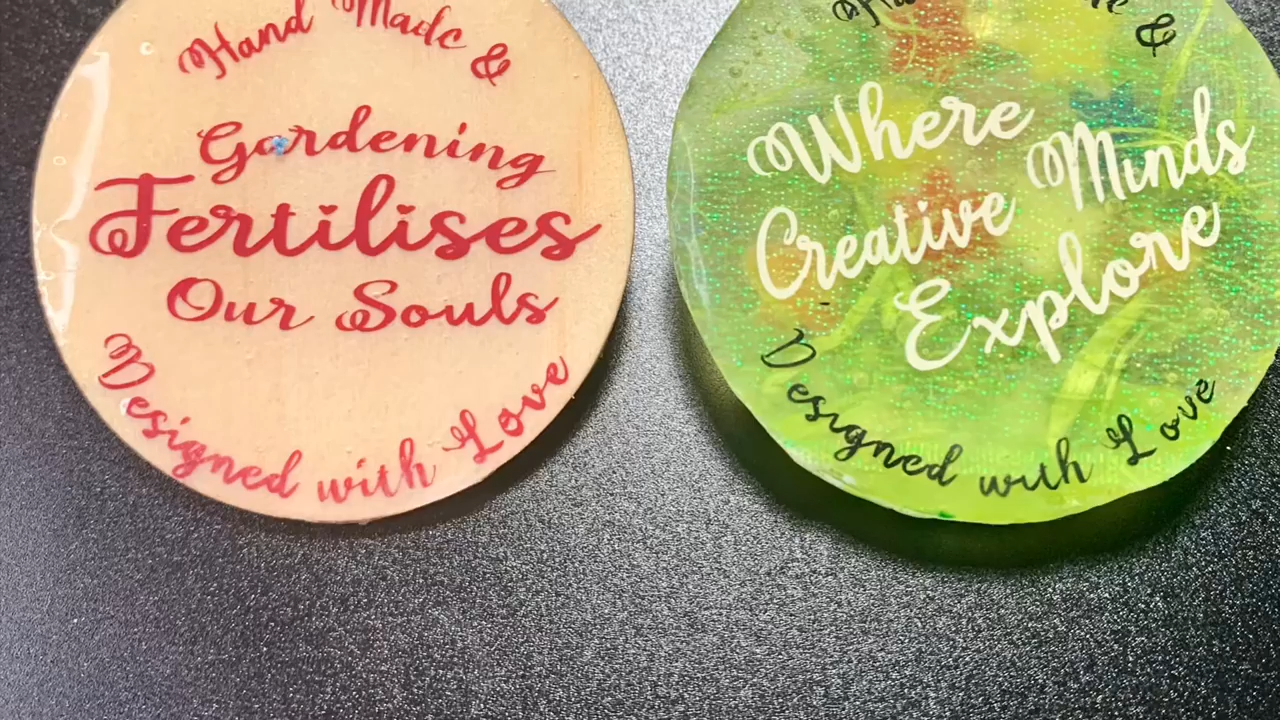 Hand Made &
Gardening
Fertilises
Our Souls
Designed with Love
&
Where
Creative Minds
Explore
Designed with Love